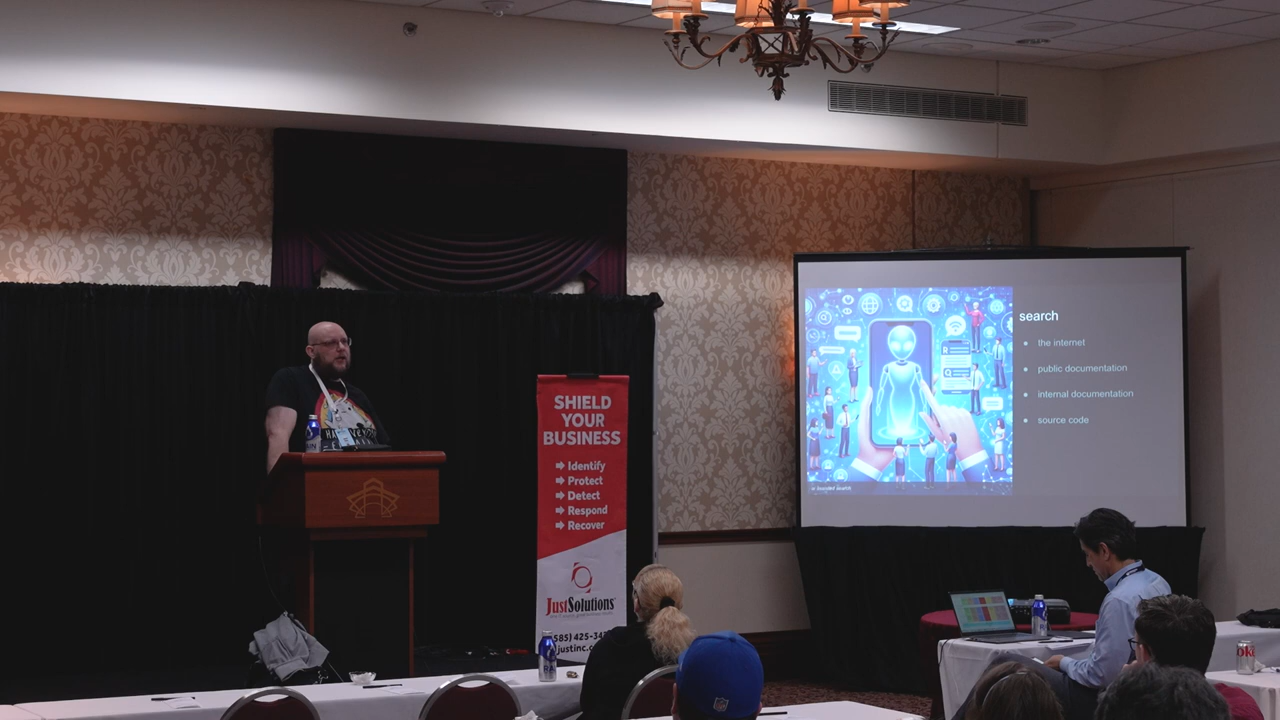 SHIELD
YOUR
BUSINESS
Identify
Protect
Detect
Respond
Recover
JustSolutions
search
• the internet
• public documentation
• internal documentation
• source code